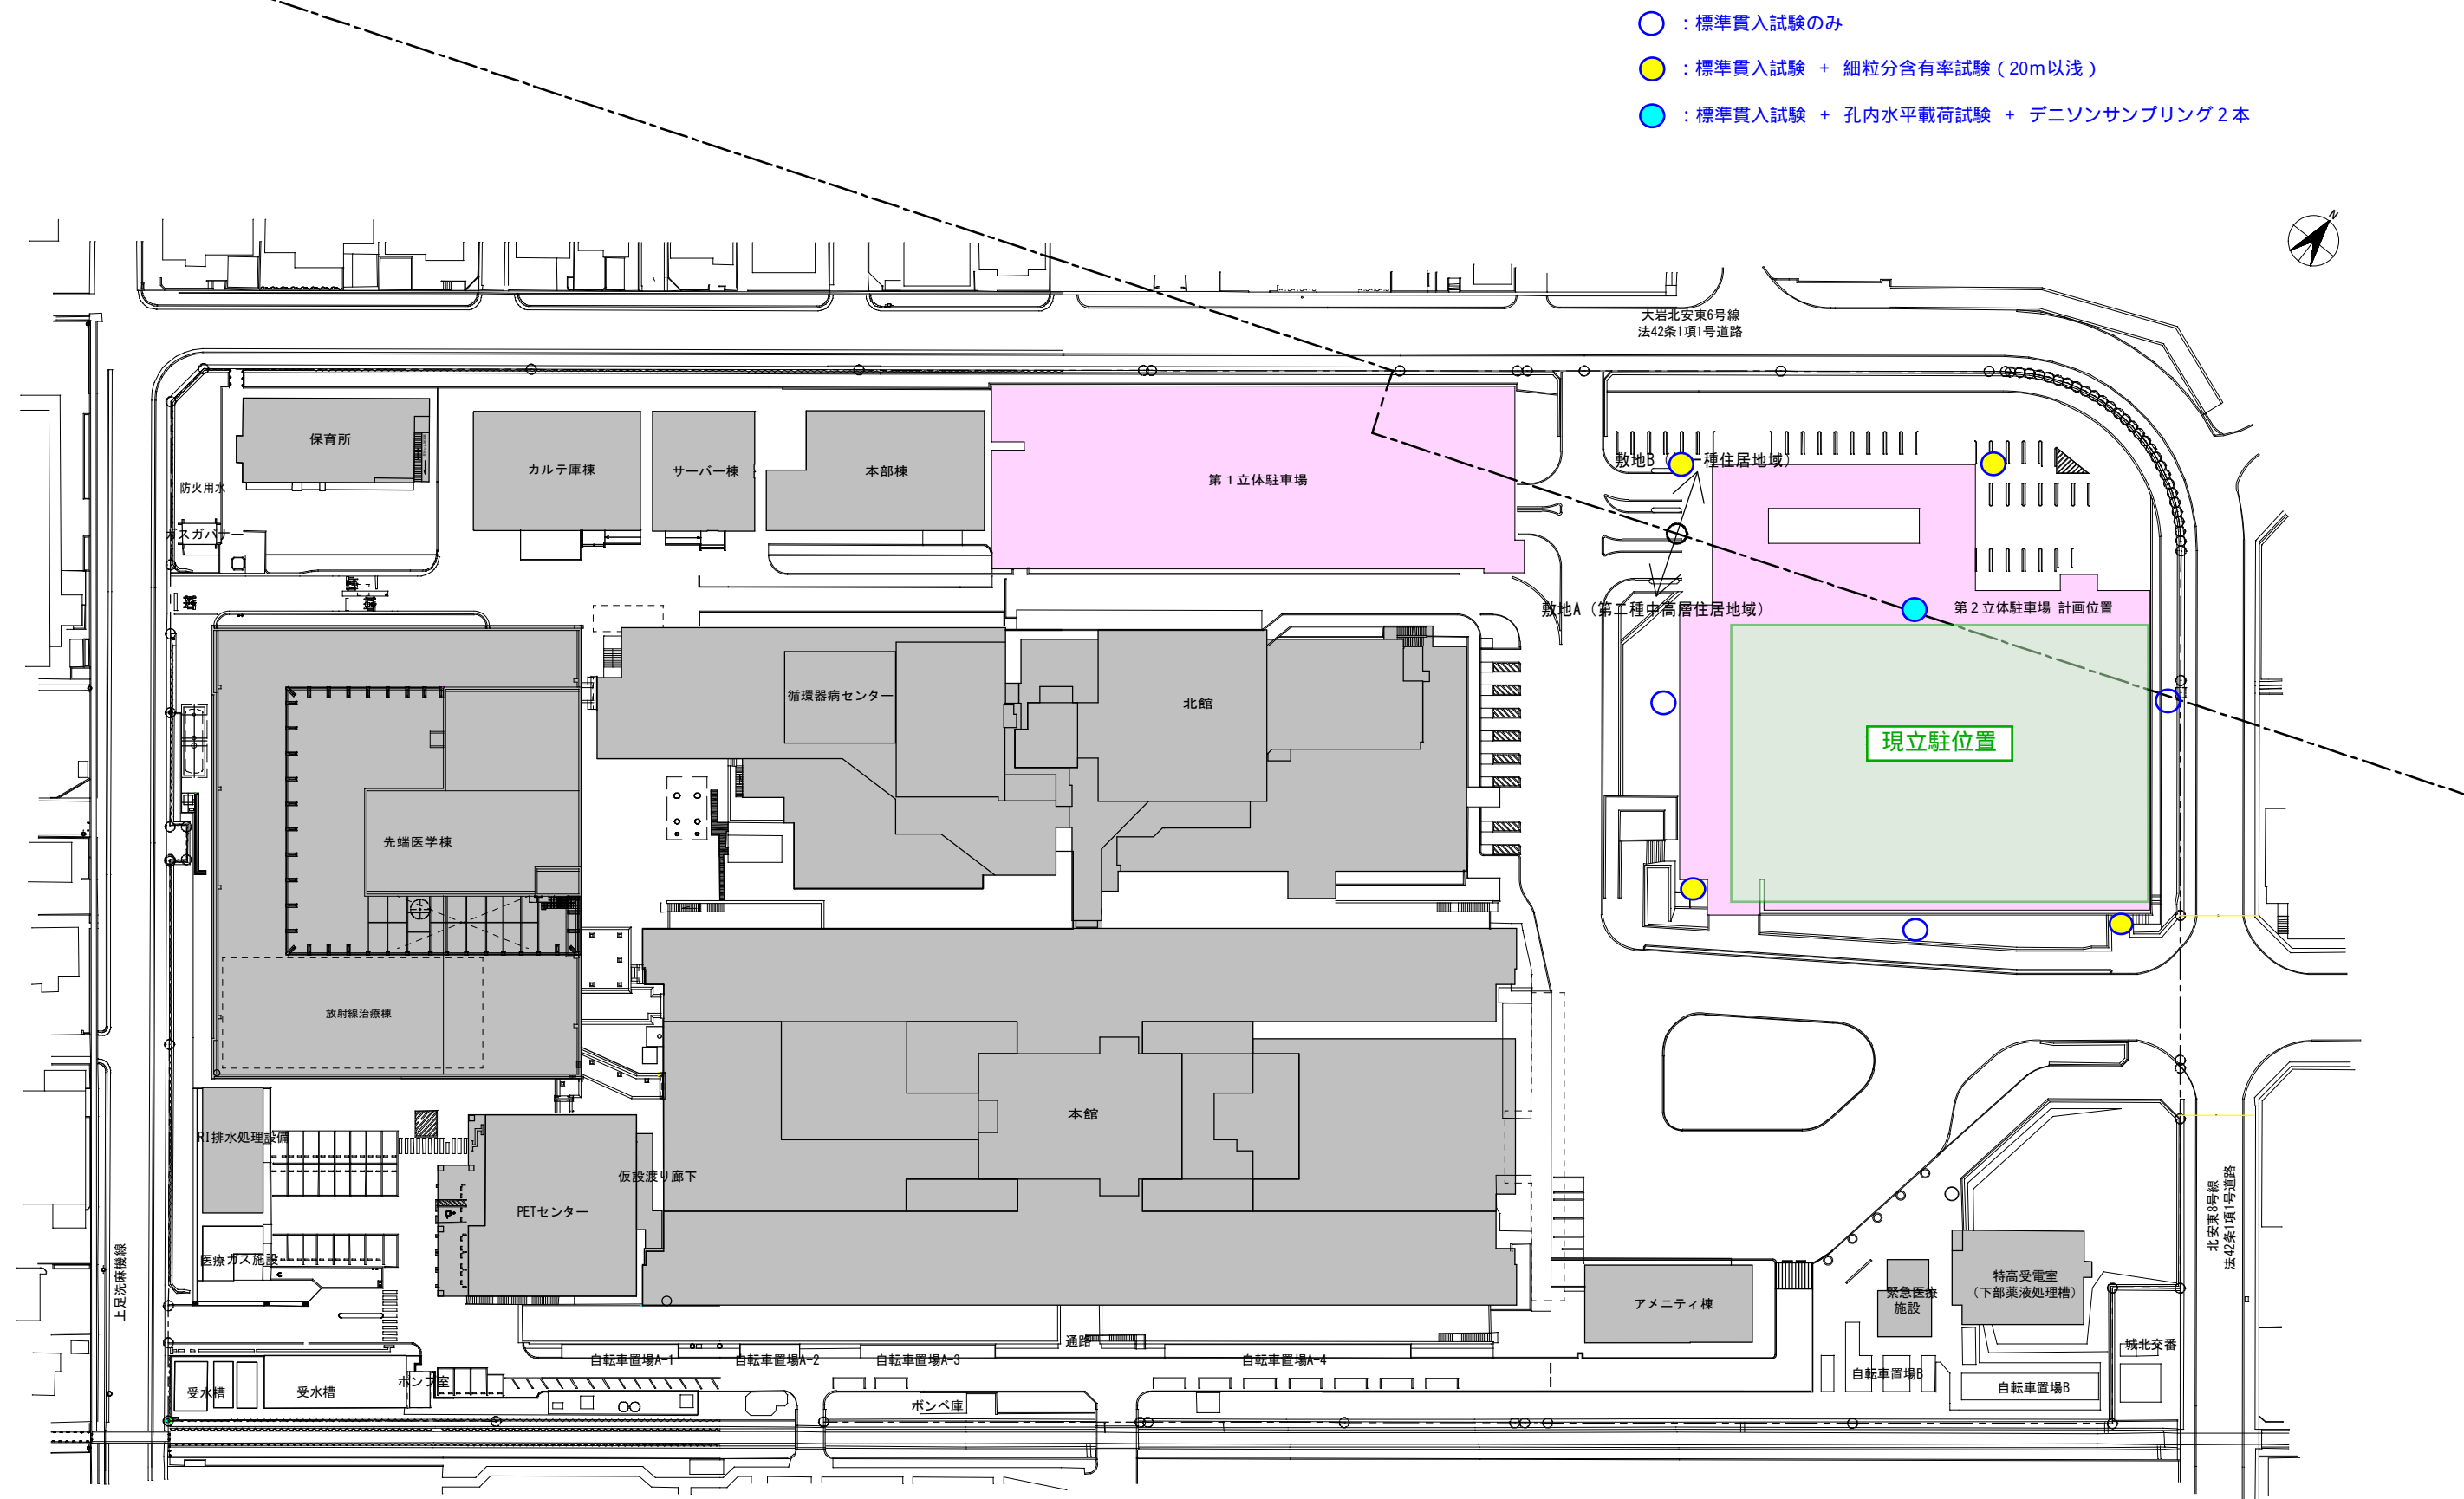 ：標準貫入試験のみ
：標準貫入試験 + 細粒分含有率試験（20m以浅）
：標準貫入試験 + 孔内水平載荷試験 + デニソンサンプリング２本
N
大岩北安東6号線
法42条1項1号道路
保育所
カルテ庫棟
サーバー棟
本部棟
第１立体駐車場
敷地B（
一種住居地域）
防火用水
ガスガバナー
敷地A（第二種中高層住居地域）
第２立体駐車場 計画位置
循環器病センター
北館
現立駐位置
先端医学棟
放射線治療棟
本館
RI排水処理設備
仮設渡り廊下
PETセンター
医療ガス施設
上足洗麻機線
北安東8号線
法42条1項1号道路
アメニティ棟
緊急医療
施設
特高受電室
（下部薬液処理槽）
通路
城北交番
自転車置場A-1
自転車置場A-2
自転車置場A-3
自転車置場A-4
自転車置場B
自転車置場B
受水槽
受水槽
ポンプ室
ボンベ庫